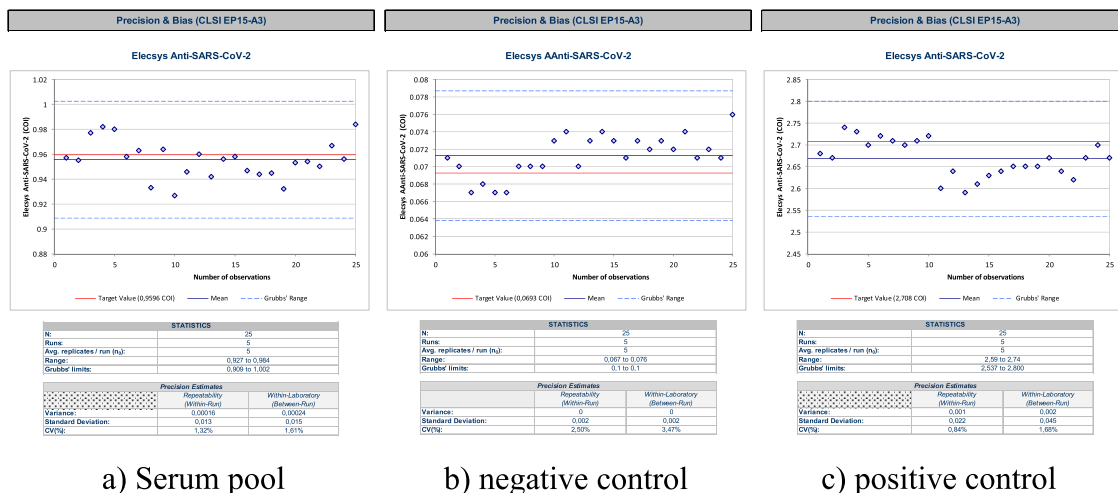 Precision & Bias (CLSI EP15-A3)
Elecsys Anti-SARS-CoV-2
Elecsys Anti-SARS-CoV-2 (COI)
1.02
1
0.98
0.96
0.94
0.92
0.9
0.88
0 5 10 15 20 25
Number of observations
Target Value (0,9596 COI) Mean Grubbs' Range
STATISTICS
N: 25
Runs: 5
Avg. replicates / run (n₀): 5
Range: 0,927 to 0,984
Grubbs' limits: 0,909 to 1,002
Precision Estimates
Repeatability Within-Laboratory
(Within-Run) (Between-Run)
Variance: 0,00016 0,00024
Standard Deviation: 0,013 0,015
CV(%): 1,32% 1,61%
a) Serum pool
Precision & Bias (CLSI EP15-A3)
Elecsys AAnti-SARS-CoV-2
Elecsys AAnti-SARS-CoV-2 (COI)
0.08
0.078
0.076
0.074
0.072
0.07
0.068
0.066
0.064
0.062
0.06
0 5 10 15 20 25
Number of observations
Target Value (0,0693 COI) Mean Grubbs' Range
STATISTICS
N: 25
Runs: 5
Avg. replicates / run (n₀): 5
Range: 0,067 to 0,076
Grubbs' limits: 0.1 to 0.1
Precision Estimates
Repeatability Within-Laboratory
(Within-Run) (Between-Run)
Variance: 0 0
Standard Deviation: 0,002 0,002
CV(%): 2,50% 3,47%
b) negative control
Precision & Bias (CLSI EP15-A3)
Elecsys Anti-SARS-CoV-2
Elecsys Anti-SARS-CoV-2 (COI)
2.85
2.8
2.75
2.7
2.65
2.6
2.55
2.5
2.45
0 5 10 15 20 25
Number of observations
Target Value (2,708 COI) Mean Grubbs' Range
STATISTICS
N: 25
Runs: 5
Avg. replicates / run (n₀): 5
Range: 2,59 to 2,74
Grubbs' limits: 2,537 to 2,800
Precision Estimates
Repeatability Within-Laboratory
(Within-Run) (Between-Run)
Variance: 0,001 0,002
Standard Deviation: 0,022 0,045
CV(%): 0,84% 1,68%
c) positive control